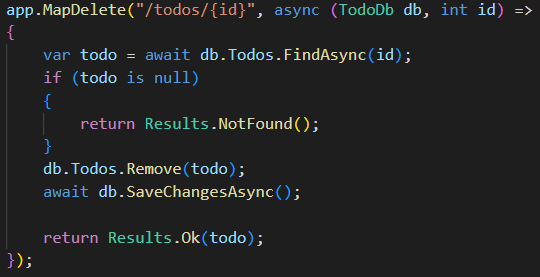 app.MapDelete("/todos/{id}", async (TodoDb db, int id) =>
{
    var todo = await db.Todos.FindAsync(id);
    if (todo is null)
    {
        return Results.NotFound();
    }
    db.Todos.Remove(todo);
    await db.SaveChangesAsync();

    return Results.Ok(todo);
});